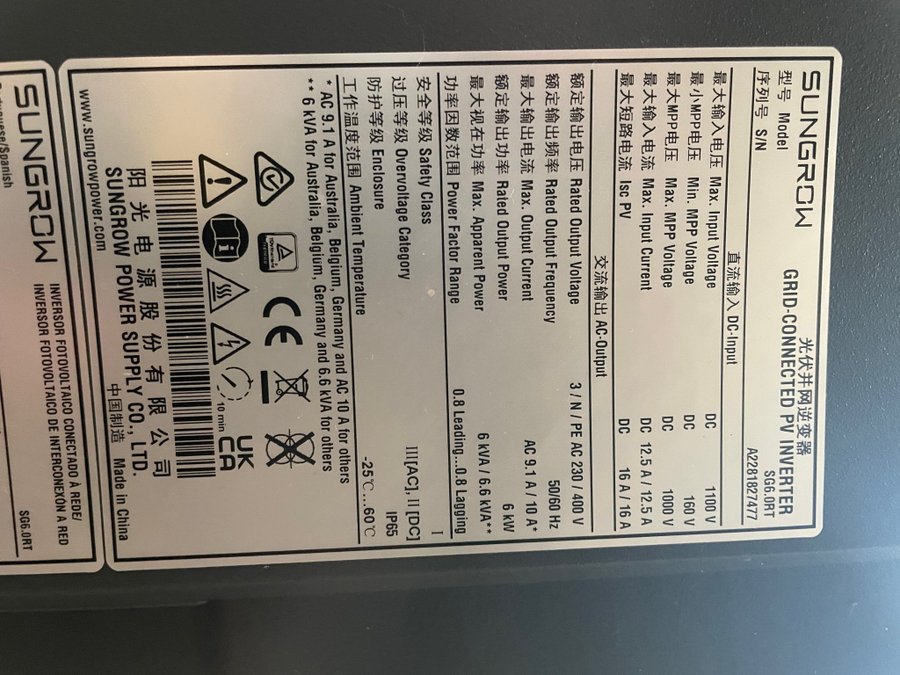 SUNGROW
光伏并网逆变器
GRID-CONNECTED PV INVERTER
型号 Model SG6.0RT
序列号 S/N A2281827477
直流输入 DC-Input
最大输入电压 Max. Input Voltage DC 1100 V
最小MPP电压 Min. MPP Voltage DC 160 V
最大MPP电压 Max. MPP Voltage DC 1000 V
最大输入电流 Max. Input Current DC 12.5 A / 12.5 A
最大短路电流 Isc PV DC 16 A / 16 A
交流输出 AC-Output
额定输出电压 Rated Output Voltage 3 / N / PE AC 230 / 400 V
额定输出频率 Rated Output Frequency 50/60 Hz
最大输出电流 Max. Output Current AC 9.1 A / 10 A*
额定输出功率 Rated Output Power 6 kW
最大视在功率 Max. Apparent Power 6 kVA / 6.6 kVA**
功率因数范围 Power Factor Range 0.8 Leading...0.8 Lagging
安全等级 Safety Class I
过压等级 Overvoltage Category III[AC], II [DC]
防护等级 Enclosure IP65
工作温度范围 Ambient Temperature -25℃...60℃
* AC 9.1 A for Australia, Belgium, Germany and AC 10 A for others
** 6 kVA for Australia, Belgium, Germany and 6.6 kVA for others
CE
10 min
UK
CA
阳光电源股份有限公司
SUNGROW POWER SUPPLY CO., LTD.
www.sungrowpower.com
中国制造 Made in China
SUNGROW
INVERSOR FOTOVOLTAICO CONECTADO À REDE/
INVERSOR FOTOVOLTAICO DE INTERCONEXIÓN A RED
Portuguese/Spanish
SG6.0RT